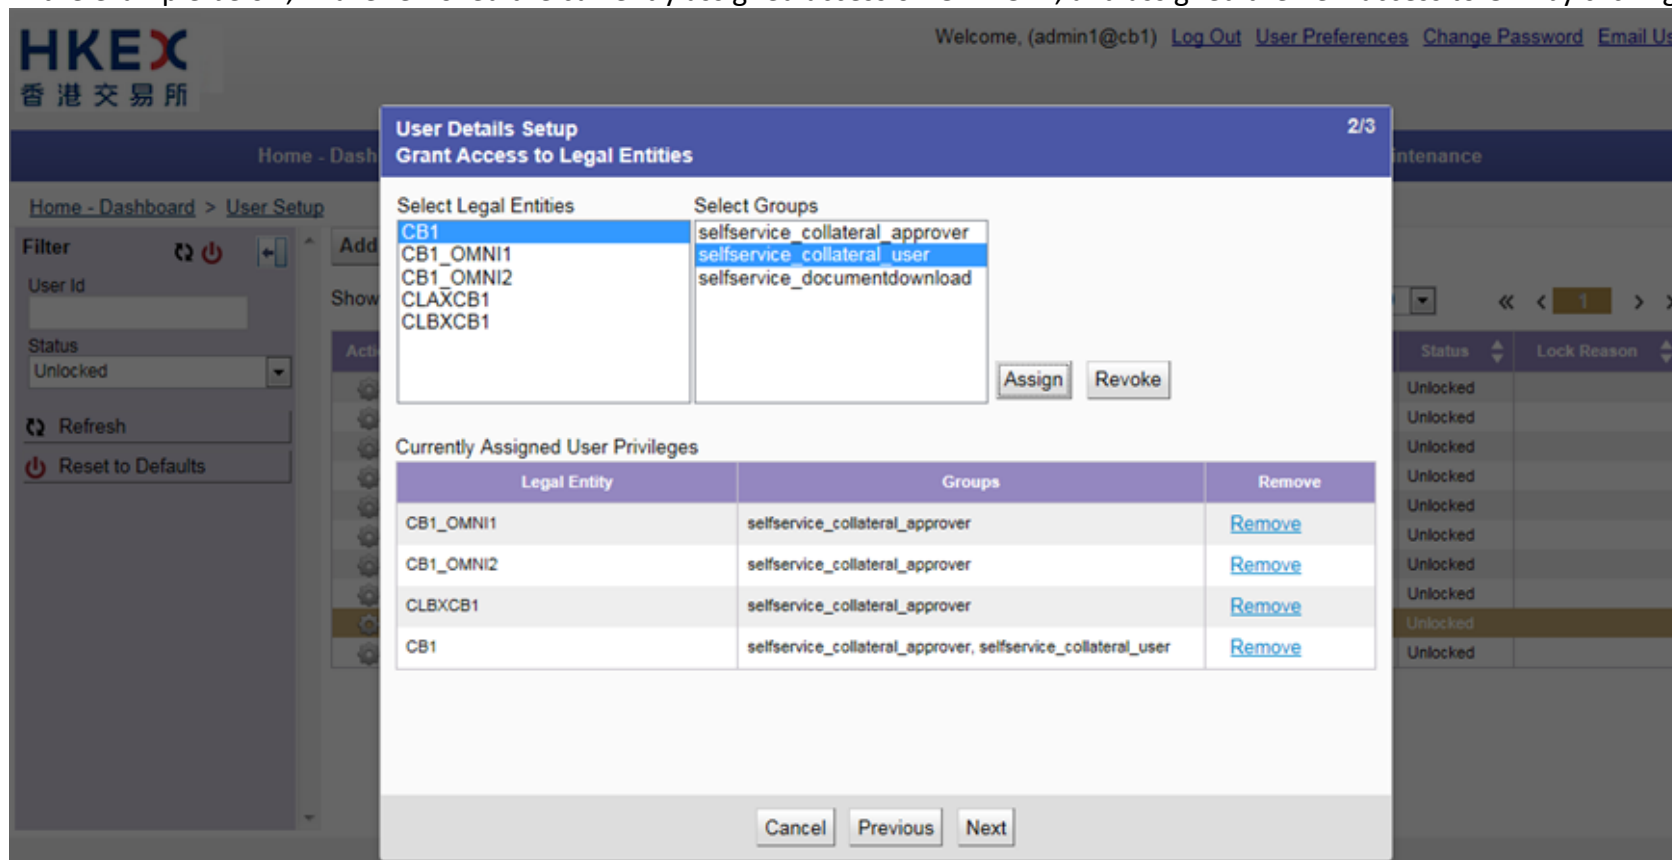 Welcome, (admin1@cb1) Log Out User Preferences Change Password Email Us
HKEX
香港交易所
User Details Setup 2/3
Grant Access to Legal Entities
Home - Dash
intenance
Home - Dashboard > User Setup
Filter
User Id
Status
Unlocked
Refresh
Reset to Defaults
Add
Show
Acti
Select Legal Entities Select Groups
CB1 selfservice_collateral_approver
CB1_OMNI1 selfservice_collateral_user
CB1_OMNI2 selfservice_documentdownload
CLAXCB1
CLBXCB1
Assign Revoke
Currently Assigned User Privileges
Legal Entity Groups Remove
CB1_OMNI1 selfservice_collateral_approver Remove
CB1_OMNI2 selfservice_collateral_approver Remove
CLBXCB1 selfservice_collateral_approver Remove
CB1 selfservice_collateral_approver, selfservice_collateral_user Remove
Cancel Previous Next
« < 1 >
Status Lock Reason
Unlocked
Unlocked
Unlocked
Unlocked
Unlocked
Unlocked
Unlocked
Unlocked
Unlocked
Unlocked